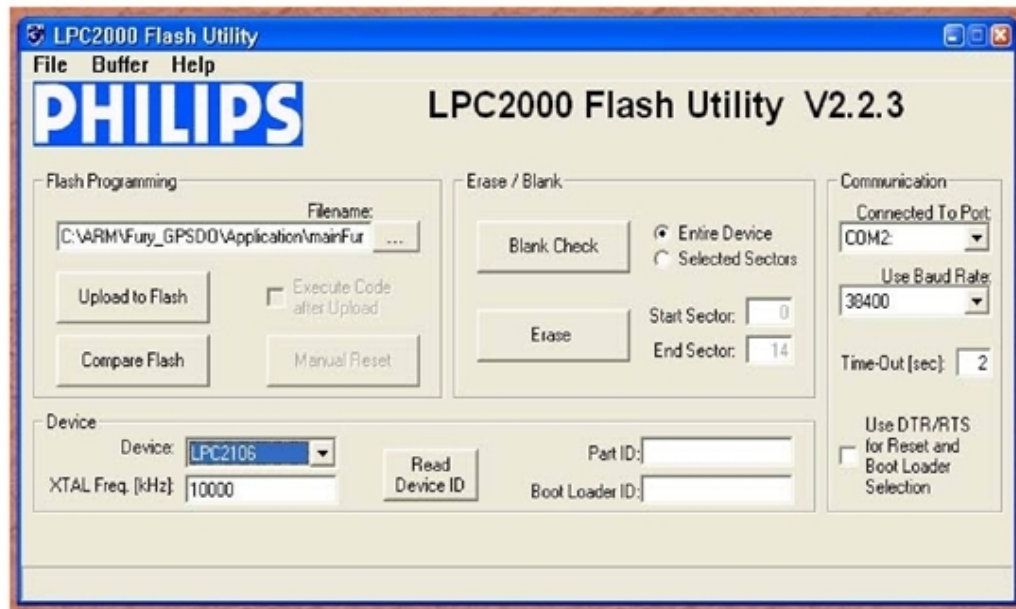 LPC2000 Flash Utility
File Buffer Help
PHILIPS
LPC2000 Flash Utility V2.2.3
Flash Programming
Filename:
C:\ARM\Fury_GPSDO\Application\mainFur
...
Upload to Flash
Execute Code
after Upload
Compare Flash
Manual Reset
Erase / Blank
Blank Check
Entire Device
Selected Sectors
Erase
Start Sector: 0
End Sector: 14
Communication
Connected To Port:
COM2:
Use Baud Rate:
38400
Time-Out [sec]: 2
Use DTR/RTS
for Reset and
Boot Loader
Selection
Device
Device: LPC2106
XTAL Freq. [kHz]: 10000
Read
Device ID
Part ID:
Boot Loader ID: